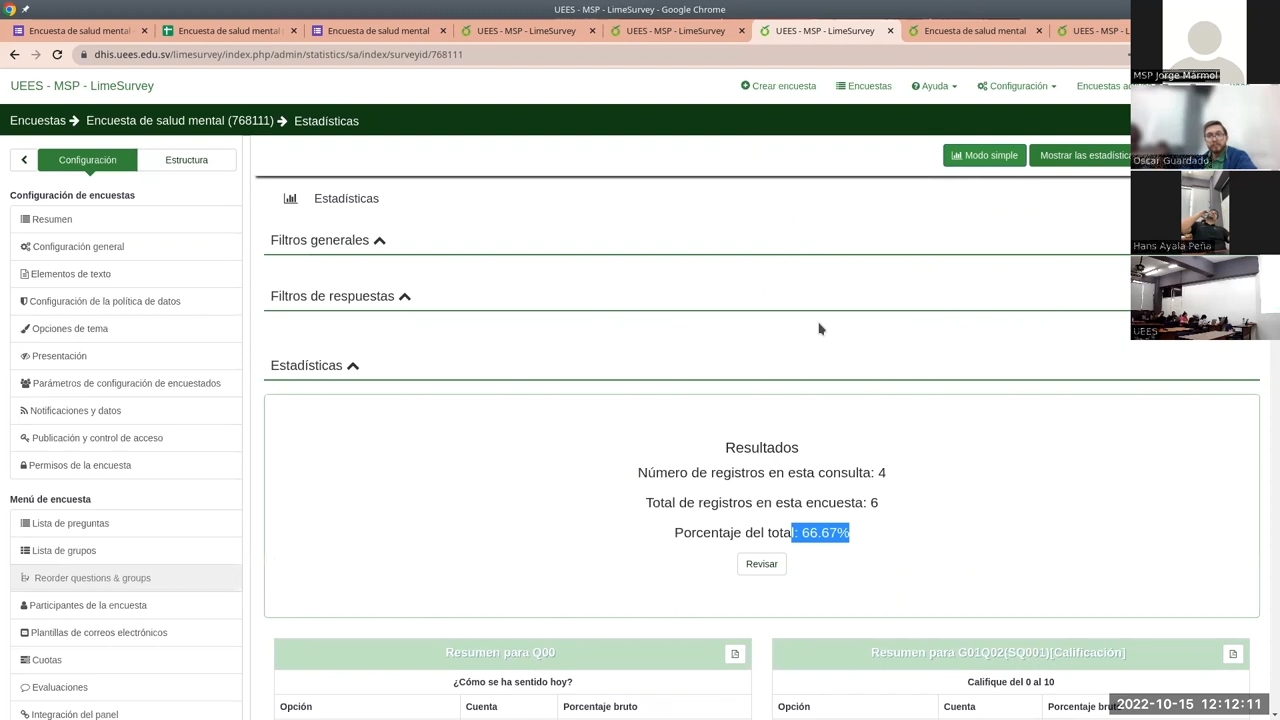 UEES - MSP - LimeSurvey - Google Chrome
Encuesta de salud mental
Encuesta de salud mental
Encuesta de salud mental
UEES - MSP - LimeSurvey
UEES - MSP - LimeSurvey
UEES - MSP - LimeSurvey
Encuesta de salud mental
UEES - MSP - L
dhis.uees.edu.sv/limesurvey/index.php/admin/statistics/sa/index/surveyid/768111
UEES - MSP - LimeSurvey
Crear encuesta
Encuestas
Ayuda
Configuración
Encuestas
Encuestas
Encuesta de salud mental (768111)
Estadísticas
Configuración
Estructura
Modo simple
Mostrar las estadística
Configuración de encuestas
Resumen
Configuración general
Elementos de texto
Configuración de la política de datos
Opciones de tema
Presentación
Parámetros de configuración de encuestados
Notificaciones y datos
Publicación y control de acceso
Permisos de la encuesta
Menú de encuesta
Lista de preguntas
Lista de grupos
Reorder questions & groups
Participantes de la encuesta
Plantillas de correos electrónicos
Cuotas
Evaluaciones
Integración del panel
Estadísticas
Filtros generales
Filtros de respuestas
Estadísticas
Resultados
Número de registros en esta consulta: 4
Total de registros en esta encuesta: 6
Porcentaje del total: 66.67%
Revisar
Resumen para Q00
¿Cómo se ha sentido hoy?
Opción Cuenta Porcentaje bruto
Resumen para G01Q02(SQ001)[Calificación]
Califique del 0 al 10
Opción Cuenta Porcentaje bruto
MSP Jorge Mármol
Oscar Guardado
Hans Ayala Peña
UEES
2022-10-15 12:12:11